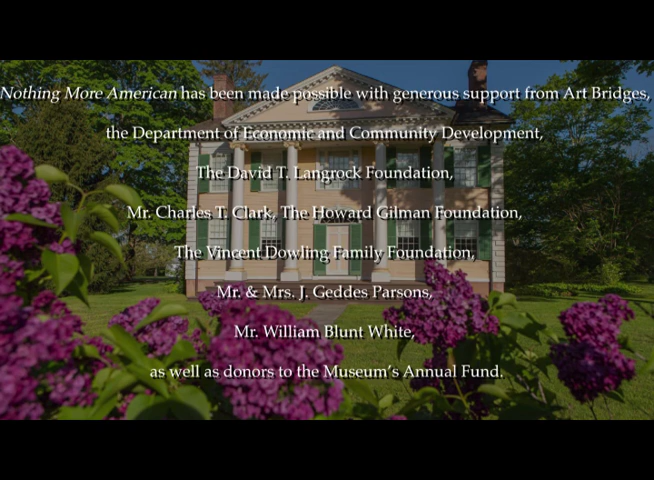 Nothing More American has been made possible with generous support from Art Bridges,
the Department of Economic and Community Development,
The David T. Langrock Foundation,
Mr. Charles T. Clark, The Howard Gilman Foundation,
The Vincent Dowling Family Foundation,
Mr. & Mrs. J. Geddes Parsons,
Mr. William Blunt White,
as well as donors to the Museum's Annual Fund.